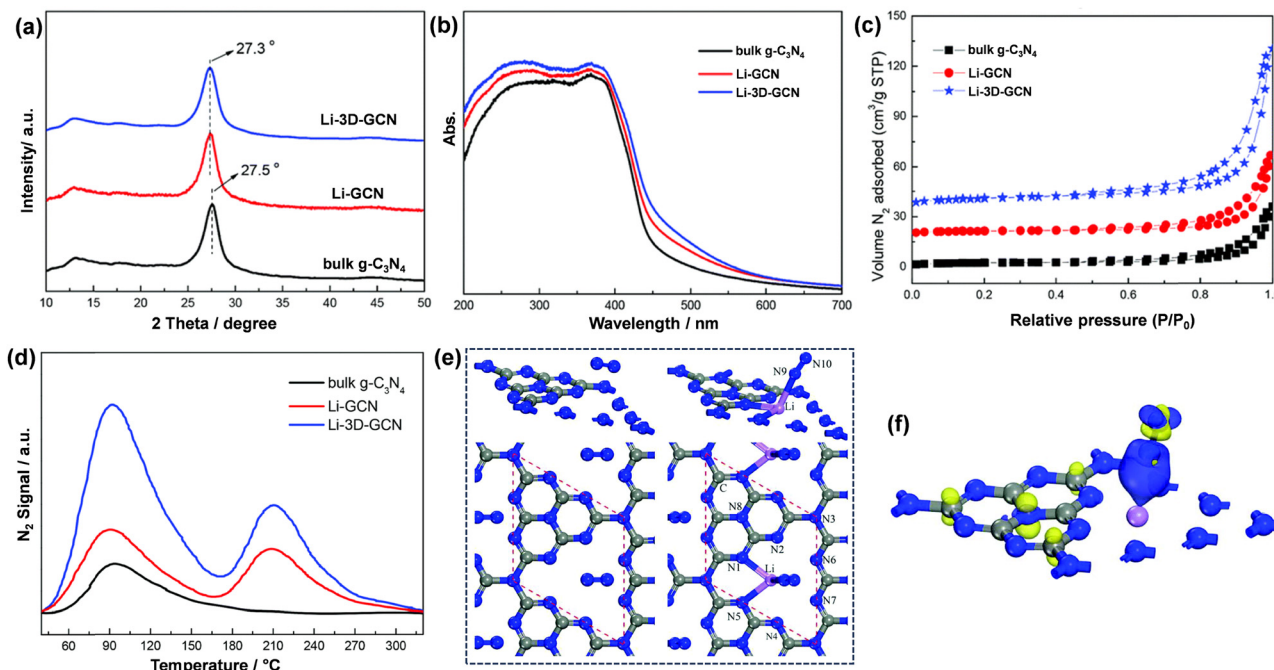 (a)
27.3 °
Li-3D-GCN
27.5 °
Li-GCN
bulk g-C₃N₄
Intensity/ a.u.
10 15 20 25 30 35 40 45 50
2 Theta / degree
(b)
bulk g-C₃N₄
Li-GCN
Li-3D-GCN
Abs.
200 300 400 500 600 700
Wavelength / nm
(c)
bulk g-C₃N₄
Li-GCN
Li-3D-GCN
Volume N₂ adsorbed (cm³/g STP)
150
120
90
60
30
0
0.0 0.2 0.4 0.6 0.8 1.
Relative pressure (P/P₀)
(d)
bulk g-C₃N₄
Li-GCN
Li-3D-GCN
N₂ Signal / a.u.
60 90 120 150 180 210 240 270 300
Temperature / °C
(e)
N10
N9
Li
C
N8
N3
N2
N1
Li
N6
N7
N5
N4
(f)